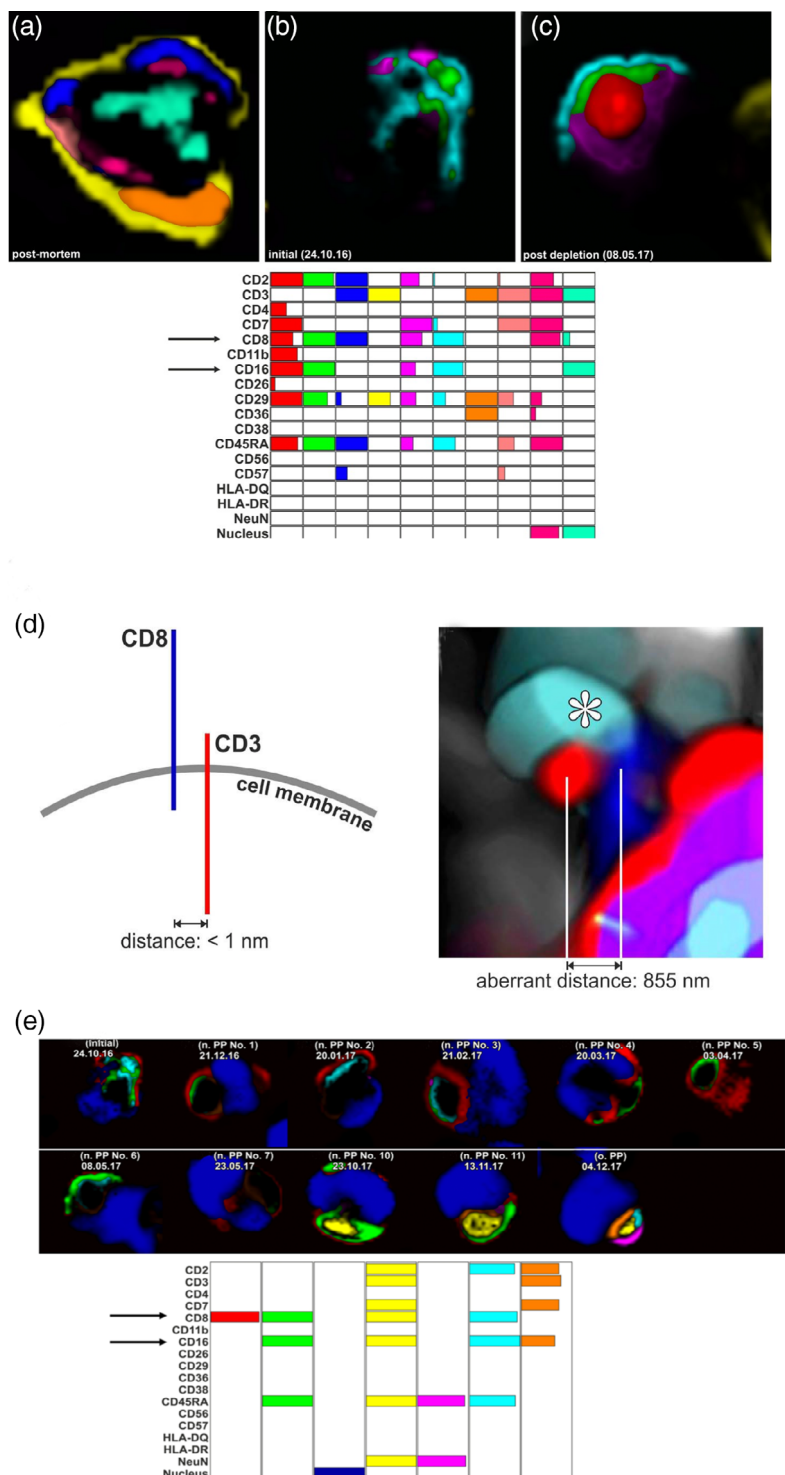 (a)
(b)
(c)
post-mortem
initial (24.10.16)
post depletion (08.05.17)
CD2
CD3
CD4
CD7
CD8
CD11b
CD16
CD26
CD29
CD36
CD38
CD45RA
CD56
CD57
HLA-DQ
HLA-DR
NeuN
Nucleus
(d)
CD8
CD3
cell membrane
distance: < 1 nm
*
aberrant distance: 855 nm
(e)
(initial)
24.10.16
(n. PP No. 1)
21.12.16
(n. PP No. 2)
20.01.17
(n. PP No. 3)
21.02.17
(n. PP No. 4)
20.03.17
(n. PP No. 5)
03.04.17
(n. PP No. 6)
08.05.17
(n. PP No. 7)
23.05.17
(n. PP No. 10)
23.10.17
(n. PP No. 11)
13.11.17
(o. PP)
04.12.17
CD2
CD3
CD4
CD7
CD8
CD11b
CD16
CD26
CD29
CD36
CD38
CD45RA
CD56
CD57
HLA-DQ
HLA-DR
NeuN
Nucleus